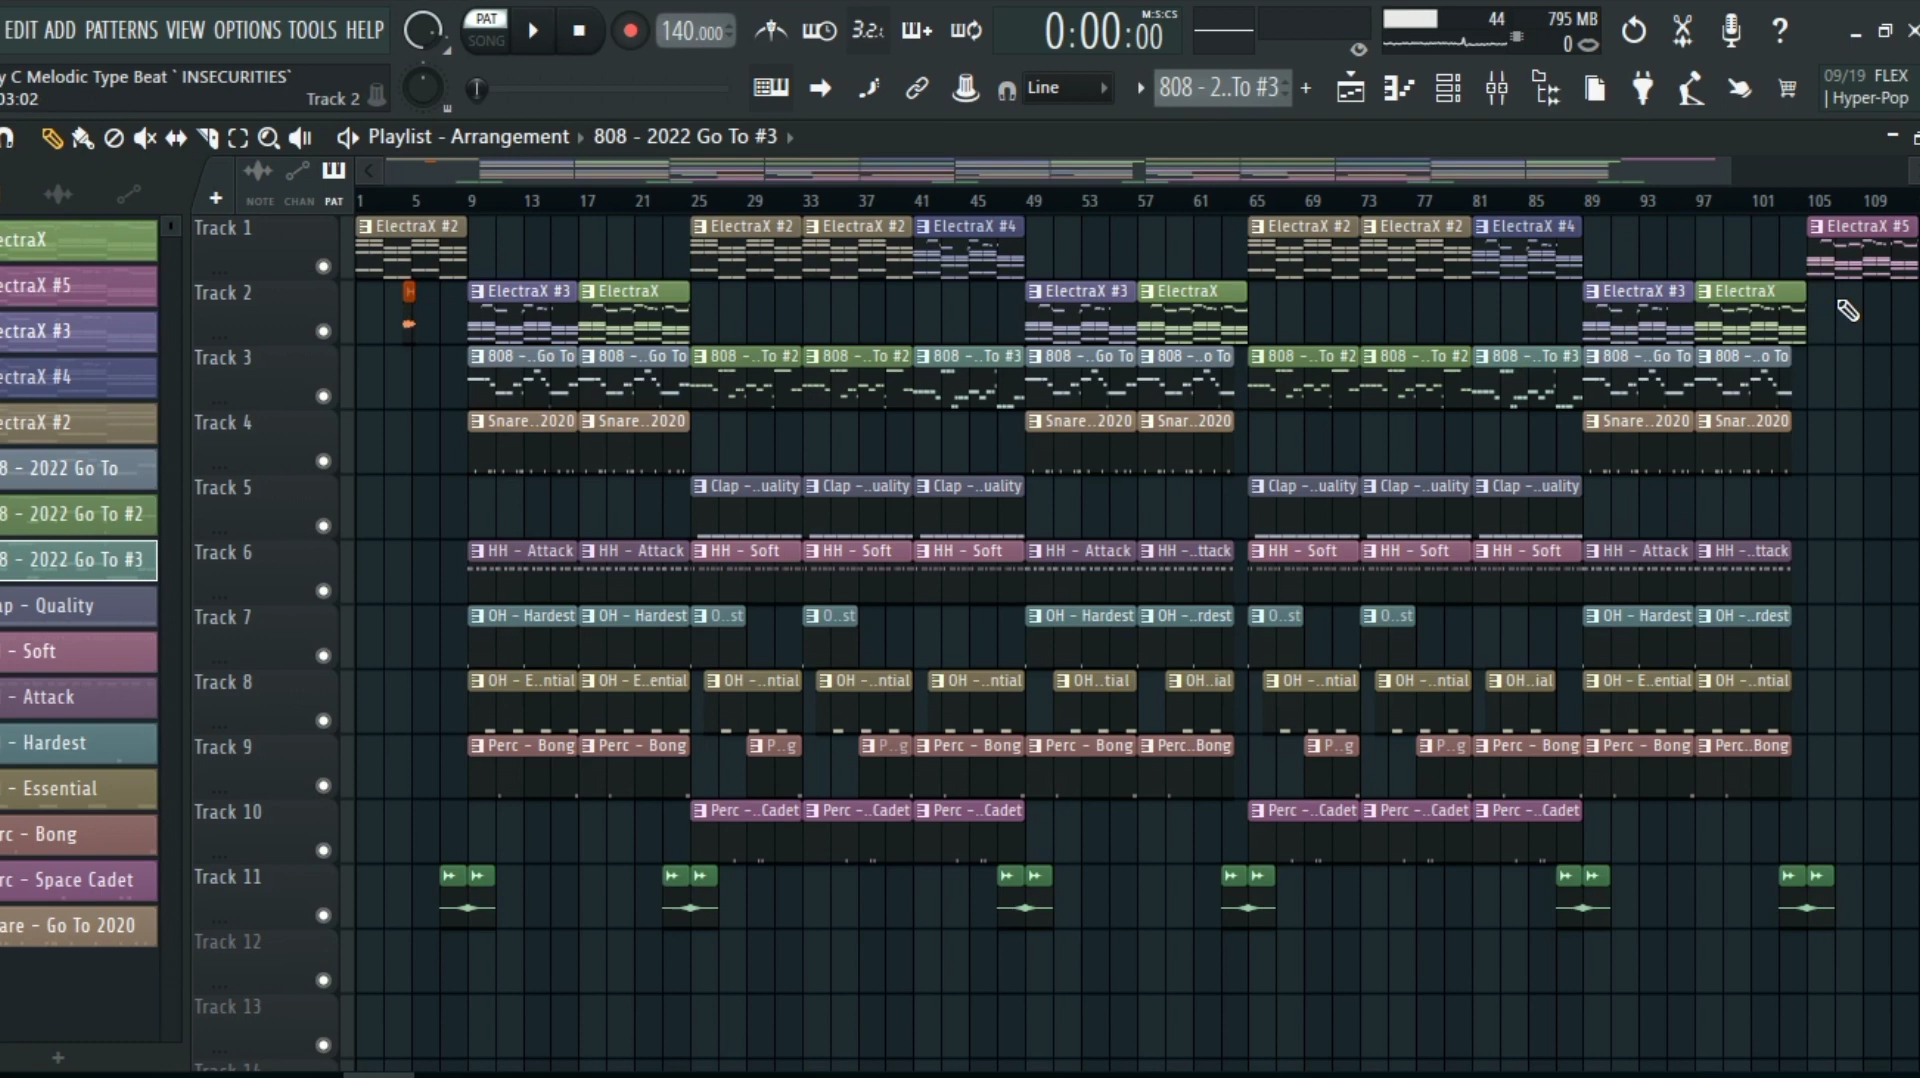 EDIT ADD PATTERNS VIEW OPTIONS TOOLS HELP
PAT
SONG
140.000
3.2
0:00:00
M:S:CS
44
795 MB
0
?
y C Melodic Type Beat ` INSECURITIES`
03:02
Track 2
Line
808 - 2..To #3
+
09/19 FLEX
| Hyper-Pop
Playlist - Arrangement › 808 - 2022 Go To #3 ›
NOTE CHAN PAT
1 5 9 13 17 21 25 29 33 37 41 45 49 53 57 61 65 69 73 77 81 85 89 93 97 101 105 109
ectraX
ectraX #5
ectraX #3
ectraX #4
ectraX #2
8 - 2022 Go To
8 - 2022 Go To #2
8 - 2022 Go To #3
ap - Quality
- Soft
- Attack
- Hardest
- Essential
rc - Bong
rc - Space Cadet
are - Go To 2020
+
Track 1
ElectraX #2 ElectraX #2 ElectraX #2 ElectraX #4 ElectraX #2 ElectraX #2 ElectraX #4 ElectraX #5
Track 2
ElectraX #3 ElectraX ElectraX #3 ElectraX ElectraX #3 ElectraX
Track 3
808 -..Go To 808 -..Go To 808 -..To #2 808 -..To #2 808 -..To #3 808 -..Go To 808 -..o To 808 -..To #2 808 -..To #2 808 -..To #3 808 -..Go To 808 -..o To
Track 4
Snare..2020 Snare..2020 Snare..2020 Snar..2020 Snare..2020 Snar..2020
Track 5
Clap -..uality Clap -..uality Clap -..uality Clap -..uality Clap -..uality Clap -..uality
Track 6
HH - Attack HH - Attack HH - Soft HH - Soft HH - Soft HH - Attack HH -..ttack HH - Soft HH - Soft HH - Soft HH - Attack HH -..ttack
Track 7
OH - Hardest OH - Hardest O..st O..st OH - Hardest OH -..rdest O..st O..st OH - Hardest OH -..rdest
Track 8
OH - E..ntial OH - E..ential OH -..ntial OH -..ntial OH -..ntial OH..tial OH..ial OH -..ntial OH -..ntial OH..ial OH - E..ential OH -..ntial
Track 9
Perc - Bong Perc - Bong P..g P..g Perc - Bong Perc - Bong Perc..Bong P..g P..g Perc - Bong Perc - Bong Perc..Bong
Track 10
Perc -..Cadet Perc -..Cadet Perc -..Cadet Perc -..Cadet Perc -..Cadet Perc -..Cadet
Track 11
Track 12
Track 13